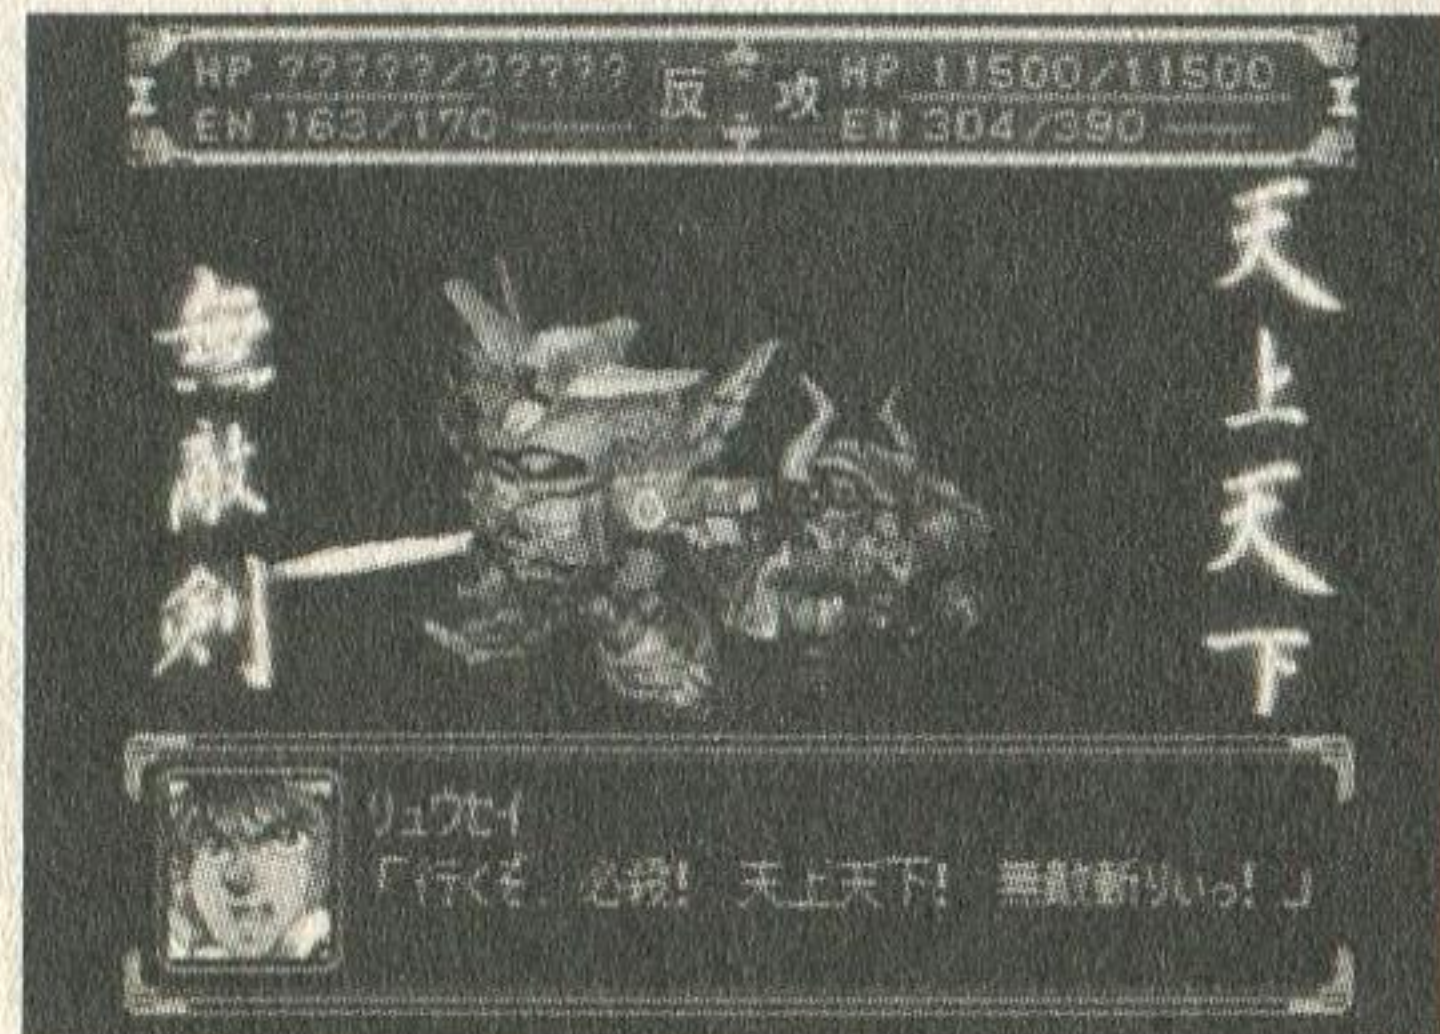 HP ?????/????? 反 攻 HP 11500/11500
EN 163/170 EN 304/390
天上天下
無敵剣
リュウセイ
「行くぞ、必殺! 天上天下! 無敵斬りいっ!」